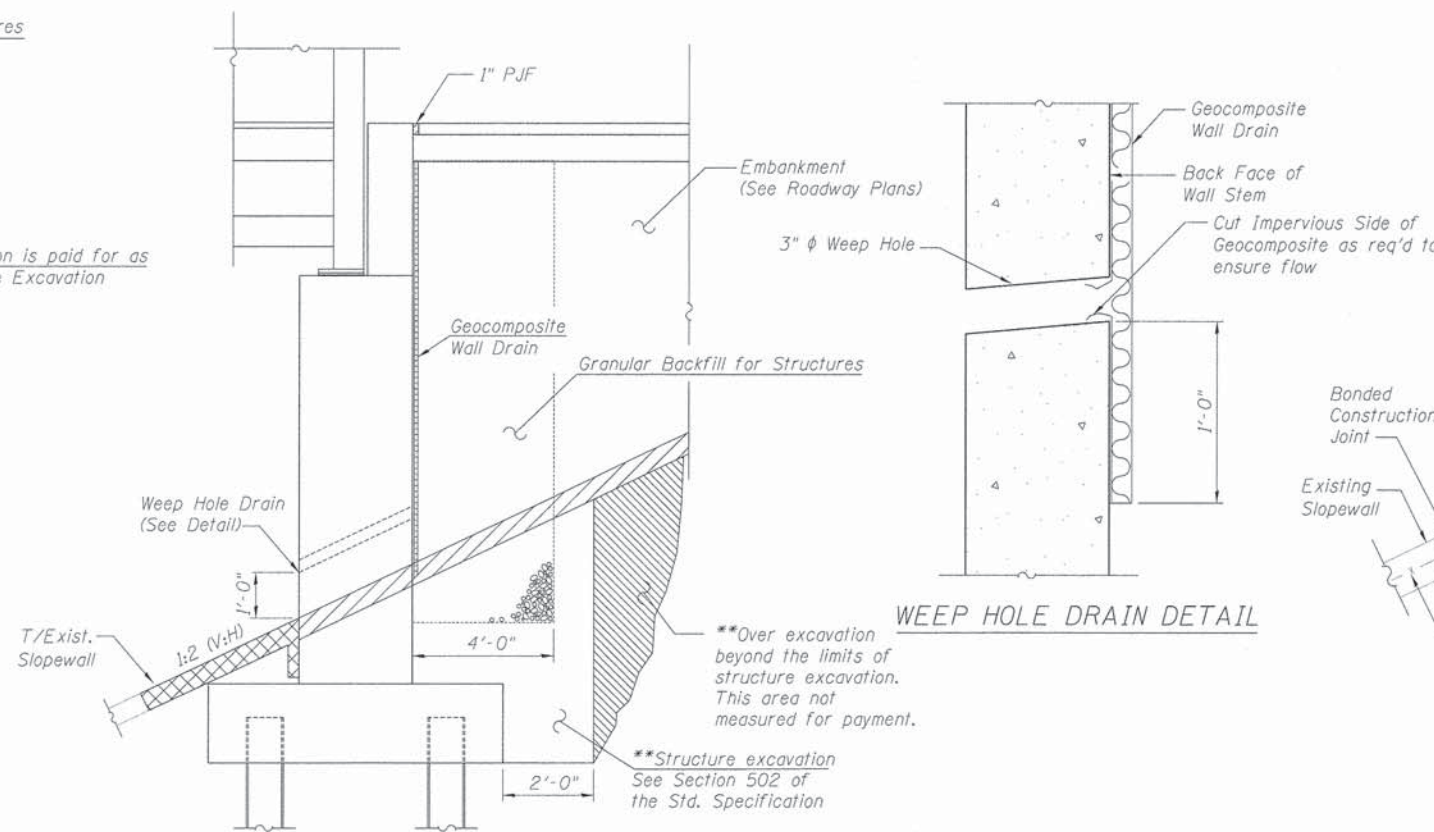 1" PJF
Embankment
(See Roadway Plans)
on is paid for as
Excavation
Geocomposite
Wall Drain
Granular Backfill for Structures
Weep Hole Drain
(See Detail)
1'-0"
T/Exist.
Slopewall
1:2 (V:H)
4'-0"
**Over excavation
beyond the limits of
structure excavation.
This area not
measured for payment.
**Structure excavation
See Section 502 of
the Std. Specification
2'-0"
Geocomposite
Wall Drain
Back Face of
Wall Stem
3" ϕ Weep Hole
Cut Impervious Side of
Geocomposite as req'd to
ensure flow
1'-0"
WEEP HOLE DRAIN DETAIL
Bonded
Construction
Joint
Existing
Slopewall